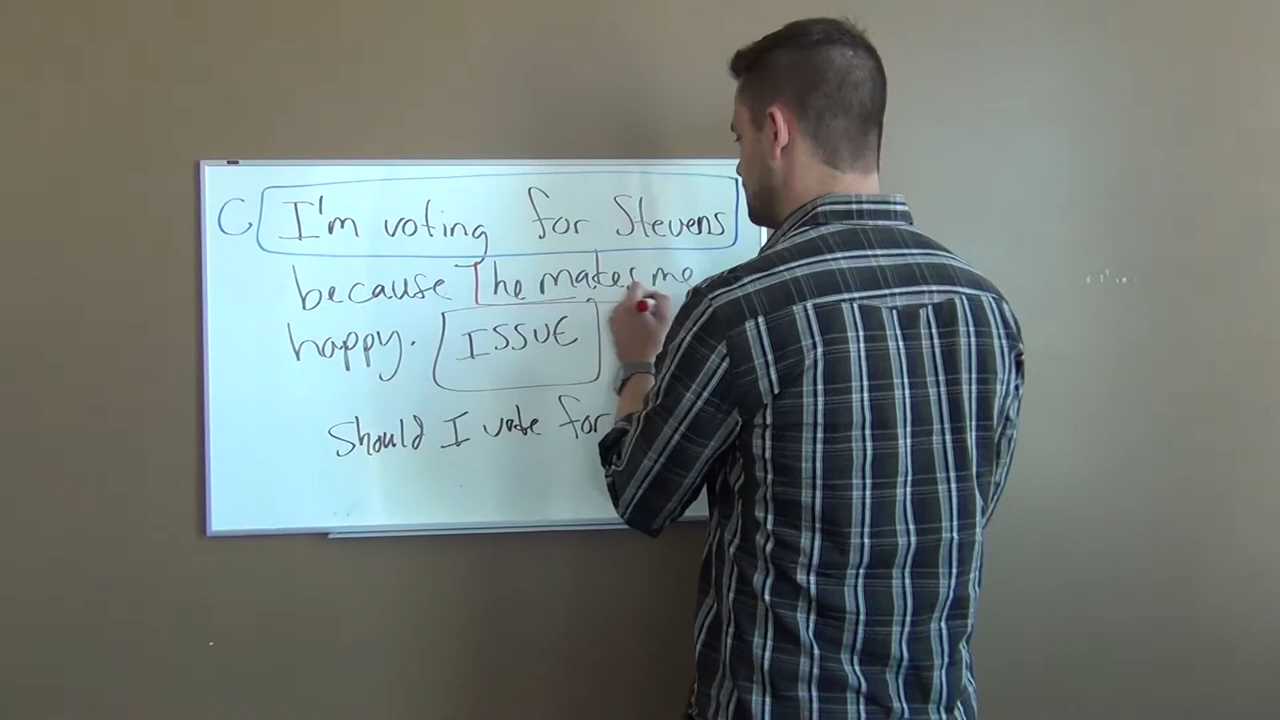 C I'm voting for Stevens
because he makes me
happy. ISSUE
Should I vote for